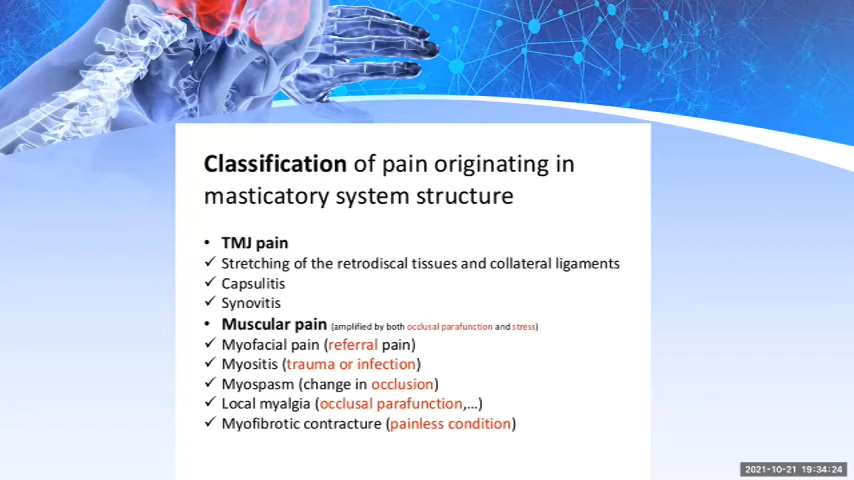 Classification of pain originating in
masticatory system structure
• TMJ pain
✓ Stretching of the retrodiscal tissues and collateral ligaments
✓ Capsulitis
✓ Synovitis
• Muscular pain (amplified by both occlusal parafunction and stress)
✓ Myofacial pain (referral pain)
✓ Myositis (trauma or infection)
✓ Myospasm (change in occlusion)
✓ Local myalgia (occlusal parafunction,...)
✓ Myofibrotic contracture (painless condition)
2021-10-21 19:34:24